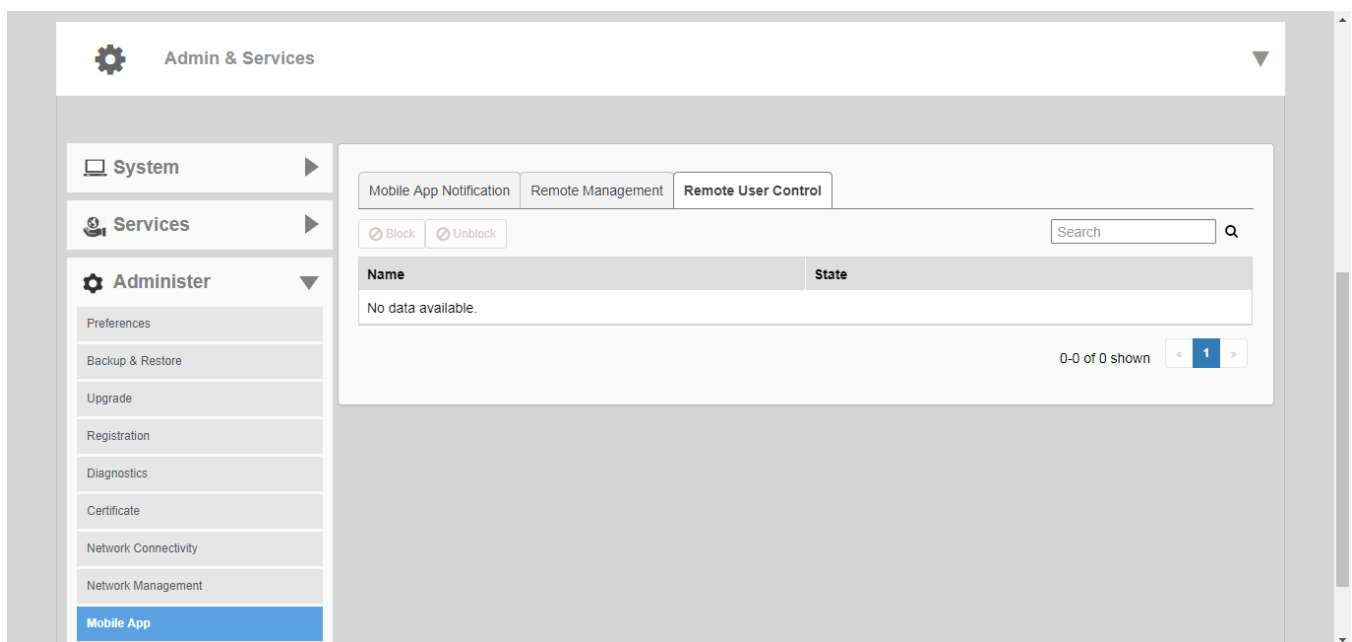 Admin & Services
System
Services
Administer
Preferences
Backup & Restore
Upgrade
Registration
Diagnostics
Certificate
Network Connectivity
Network Management
Mobile App
Mobile App Notification Remote Management Remote User Control
Block Unblock Search
Name State
No data available.
0-0 of 0 shown « 1 »